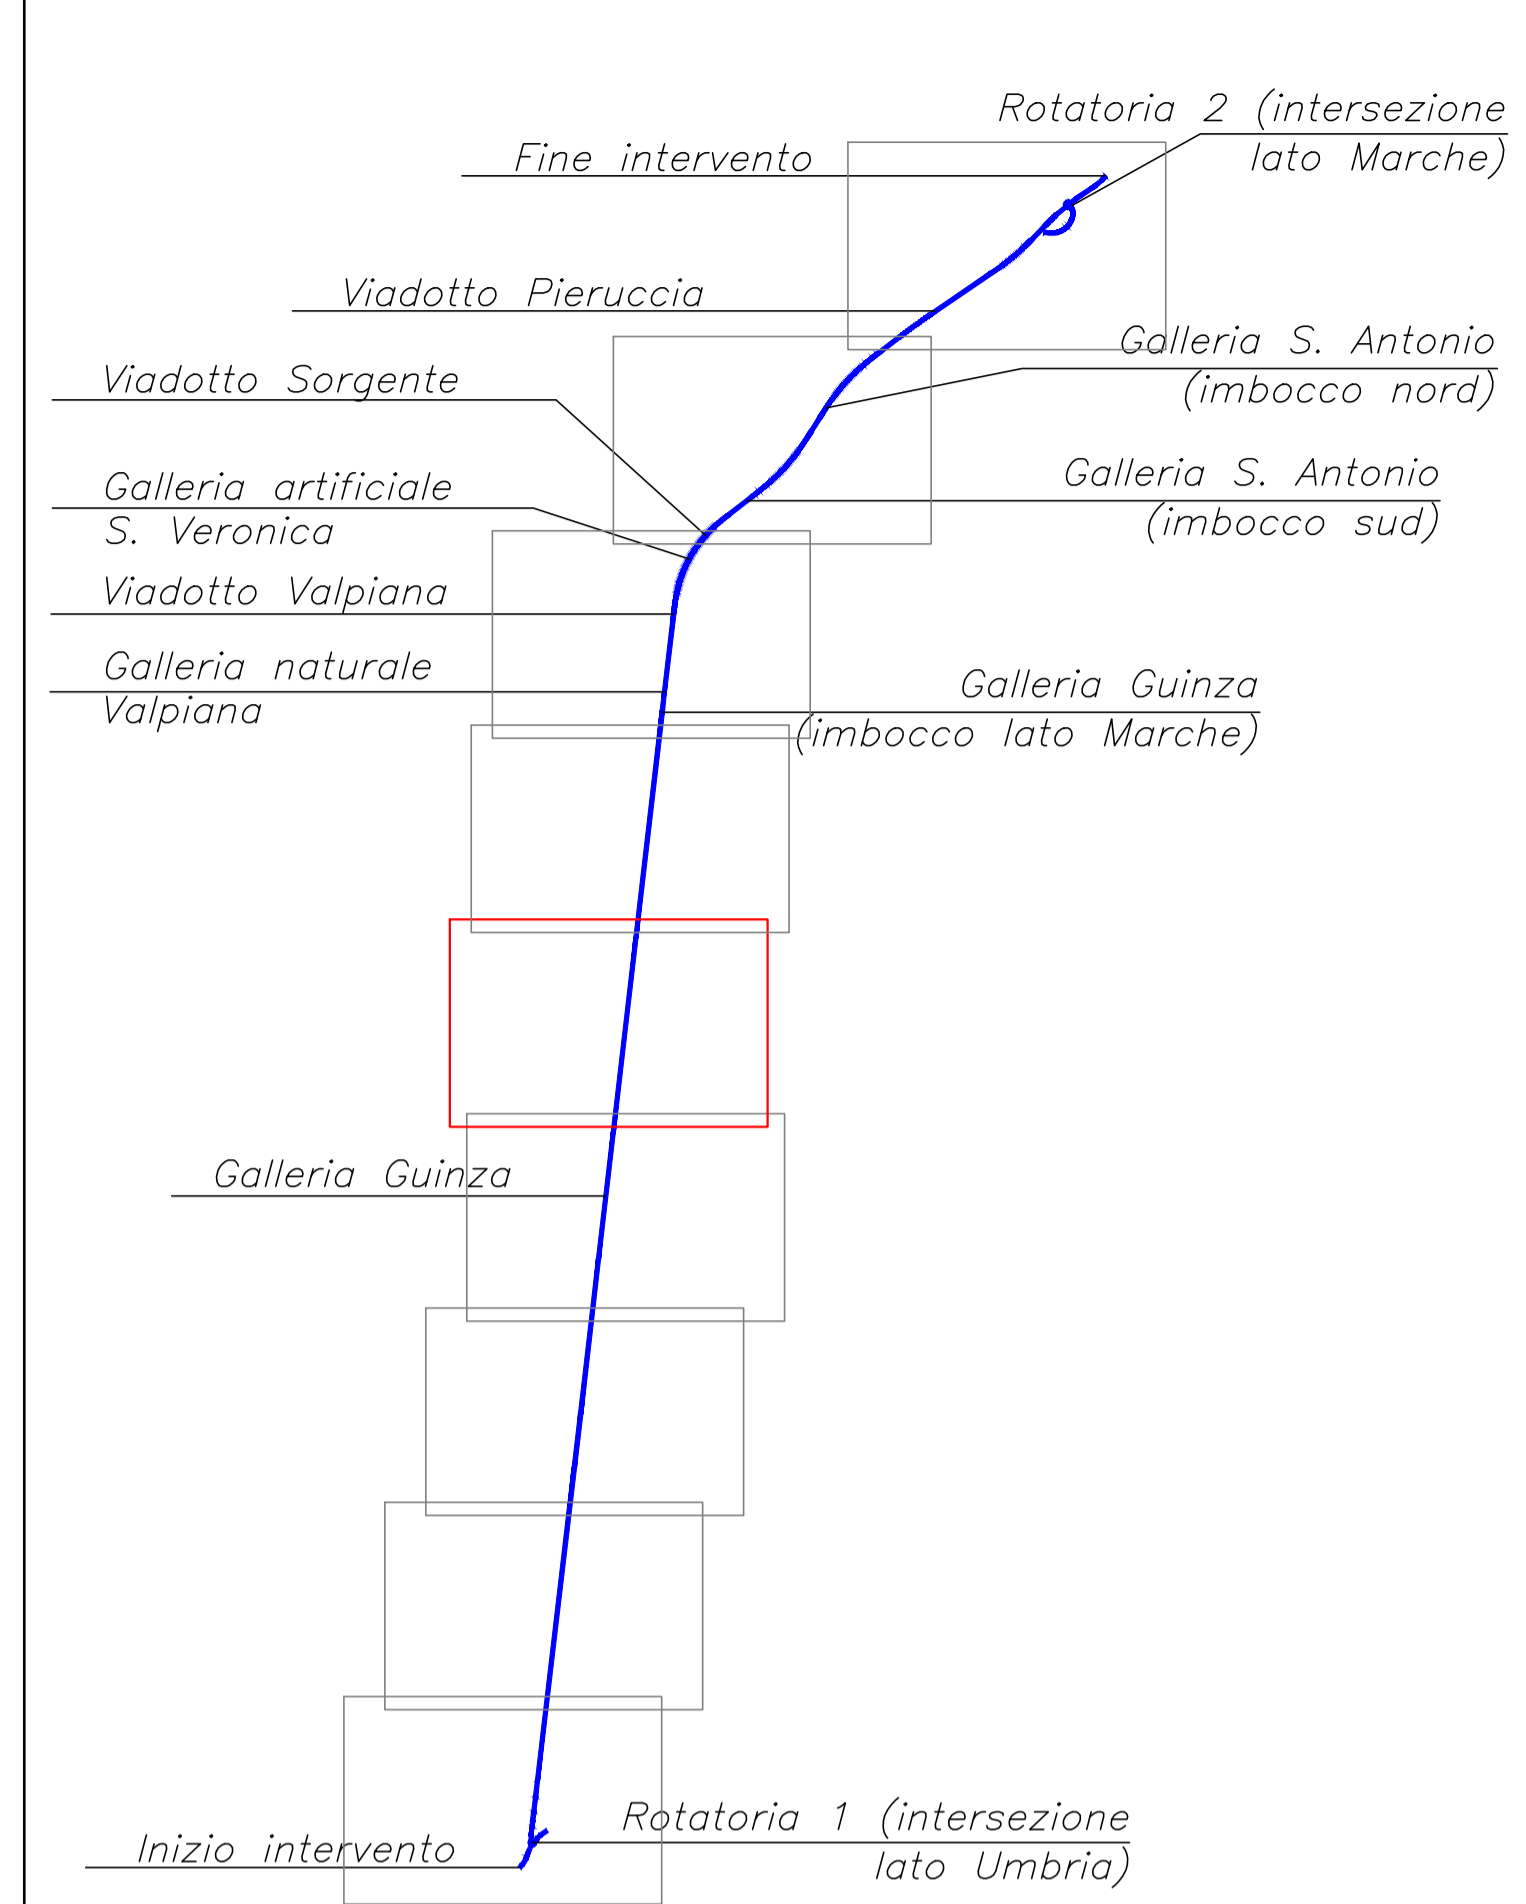 Rotatoria 2 (intersezione
lato Marche)
Fine intervento
Viadotto Pieruccia
Galleria S. Antonio
(imbocco nord)
Viadotto Sorgente
Galleria S. Antonio
(imbocco sud)
Galleria artificiale
S. Veronica
Viadotto Valpiana
Galleria naturale
Valpiana
Galleria Guinza
(imbocco lato Marche)
Galleria Guinza
Rotatoria 1 (intersezione
lato Umbria)
Inizio intervento